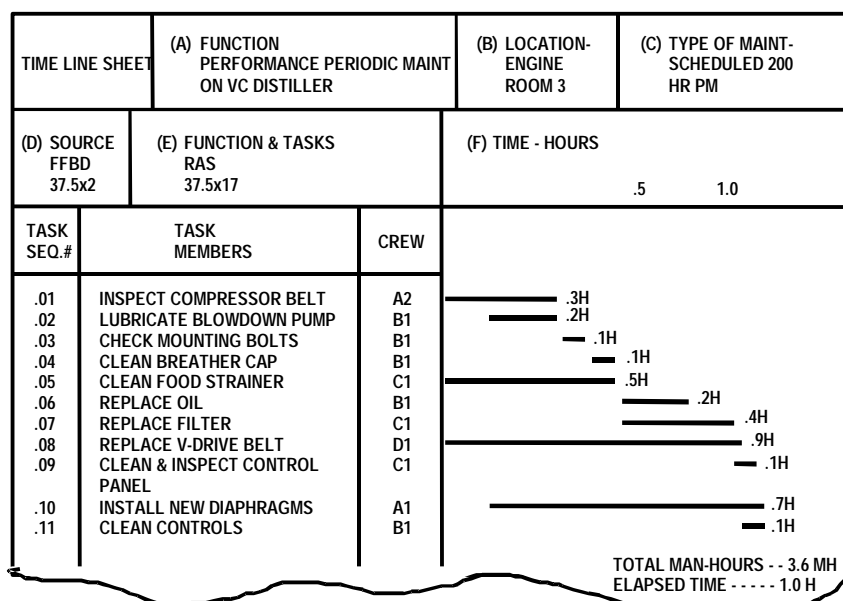 TIME LINE SHEET
(A) FUNCTION
PERFORMANCE PERIODIC MAINT
ON VC DISTILLER
(B) LOCATION-
ENGINE
ROOM 3
(C) TYPE OF MAINT-
SCHEDULED 200
HR PM
(D) SOURCE
FFBD
37.5x2
(E) FUNCTION & TASKS
RAS
37.5x17
(F) TIME - HOURS
.5 1.0
TASK
SEQ.#
TASK
MEMBERS
CREW
.01 INSPECT COMPRESSOR BELT A2 .3H
.02 LUBRICATE BLOWDOWN PUMP B1 .2H
.03 CHECK MOUNTING BOLTS B1 .1H
.04 CLEAN BREATHER CAP B1 .1H
.05 CLEAN FOOD STRAINER C1 .5H
.06 REPLACE OIL B1 .2H
.07 REPLACE FILTER C1 .4H
.08 REPLACE V-DRIVE BELT D1 .9H
.09 CLEAN & INSPECT CONTROL C1 .1H
PANEL
.10 INSTALL NEW DIAPHRAGMS A1 .7H
.11 CLEAN CONTROLS B1 .1H
TOTAL MAN-HOURS - - 3.6 MH
ELAPSED TIME - - - - - 1.0 H